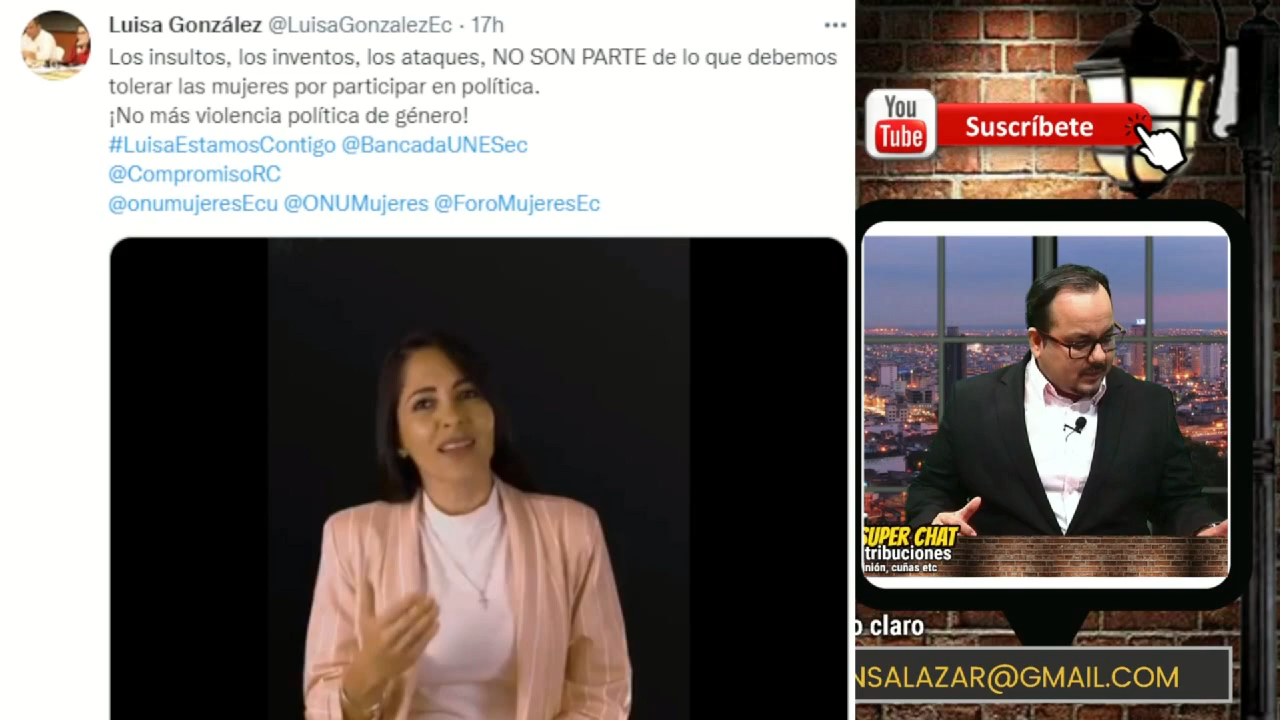 Luisa González @LuisaGonzalezEc · 17h
Los insultos, los inventos, los ataques, NO SON PARTE de lo que debemos
tolerar las mujeres por participar en política.
¡No más violencia política de género!
#LuisaEstamosContigo @BancadaUNESec
@CompromisoRC
@onumujeresEcu @ONUMujeres @ForoMujeresEc
You
Tube
Suscríbete
SUPER CHAT
tribuciones
nión, cuñas etc
o claro
NSALAZAR@GMAIL.COM